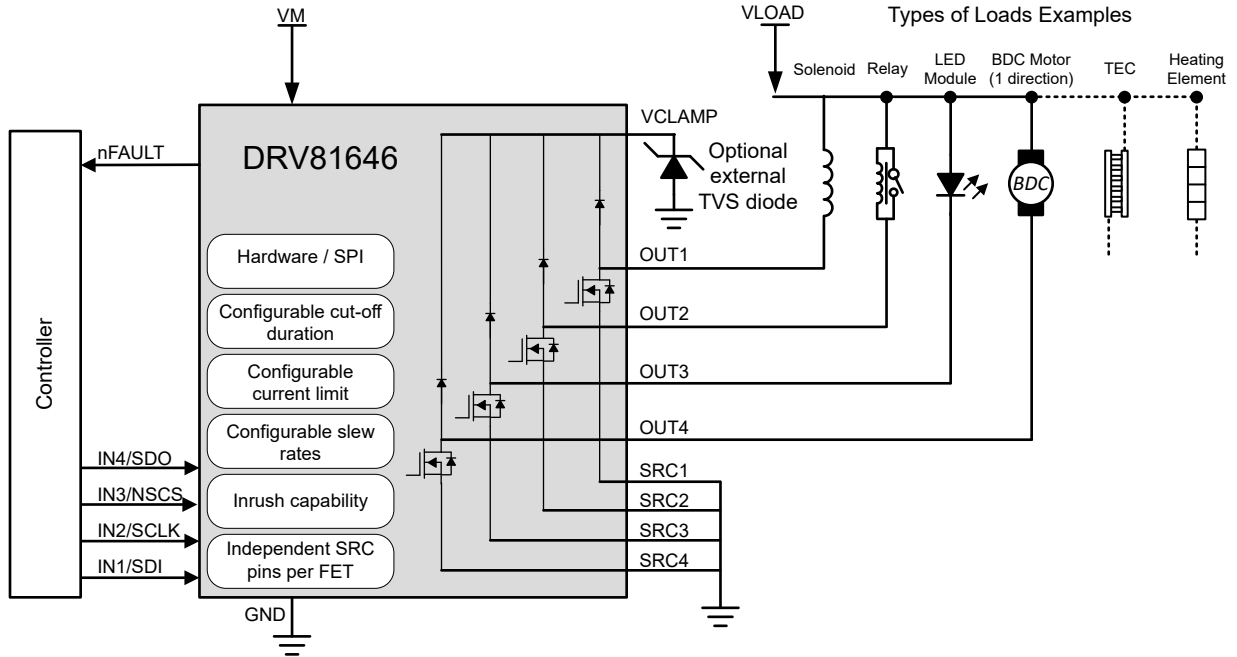 VM
VLOAD
Types of Loads Examples
Solenoid
Relay
LED
Module
BDC Motor
(1 direction)
TEC
Heating
Element
VCLAMP
nFAULT
DRV81646
Optional
external
TVS diode
BDC
Controller
Hardware / SPI
OUT1
Configurable cut-off
duration
OUT2
Configurable
current limit
OUT3
Configurable slew
rates
OUT4
IN4/SDO
SRC1
IN3/NSCS
Inrush capability
SRC2
IN2/SCLK
SRC3
Independent SRC
pins per FET
SRC4
IN1/SDI
GND